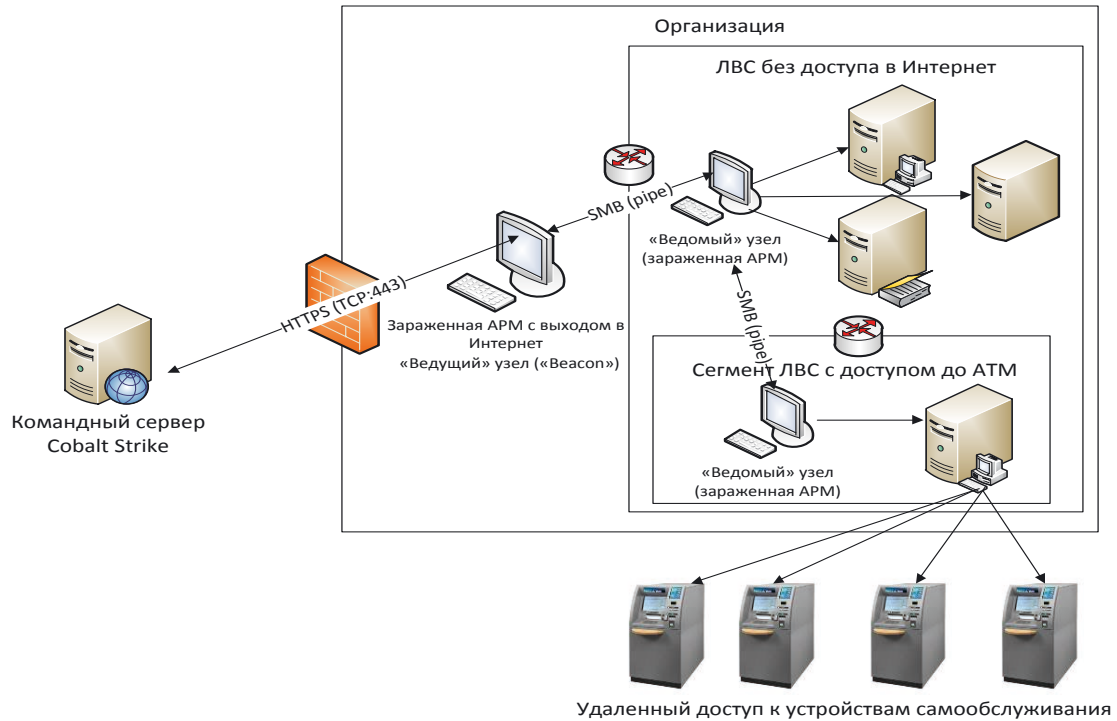 Организация
ЛВС без доступа в Интернет
SMB (pipe)
«Ведомый» узел
(зараженная АРМ)
HTTPS (TCP:443)
Зараженная АРМ с выходом в
Интернет
«Ведущий» узел («Beacon»)
SMB (pipe)
Сегмент ЛВС с доступом до АТМ
Командный сервер
Cobalt Strike
«Ведомый» узел
(зараженная АРМ)
Удаленный доступ к устройствам самообслуживания